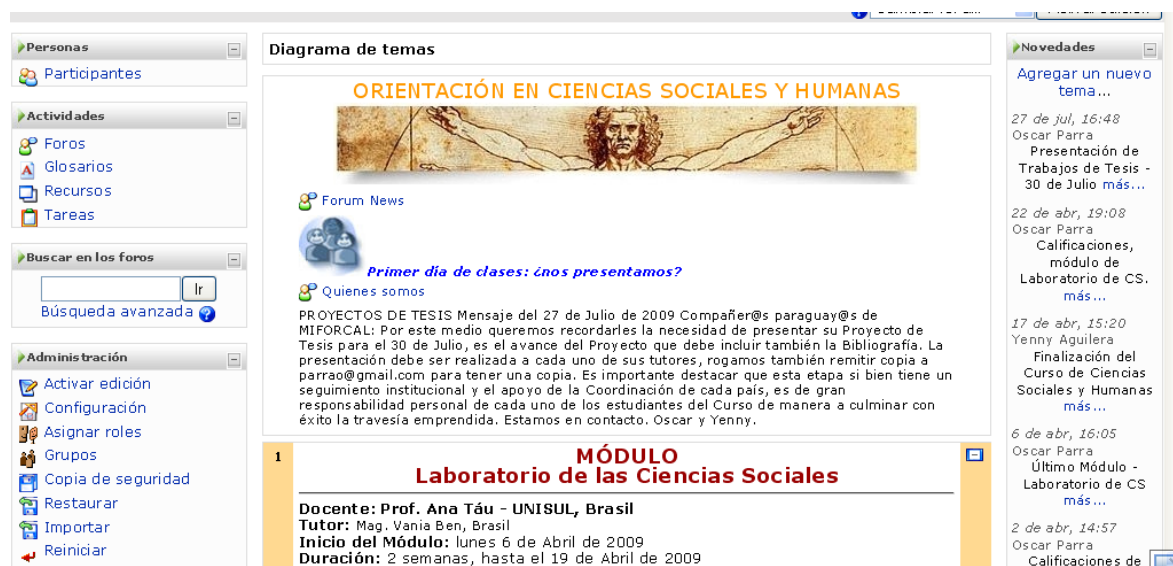 Personas
Participantes
Actividades
Foros
Glosarios
Recursos
Tareas
Buscar en los foros
Ir
Búsqueda avanzada
Administración
Activar edición
Configuración
Asignar roles
Grupos
Copia de seguridad
Restaurar
Importar
Reiniciar
Diagrama de temas
ORIENTACIÓN EN CIENCIAS SOCIALES Y HUMANAS
Forum News
Primer día de clases: ¿nos presentamos?
Quienes somos
PROYECTOS DE TESIS Mensaje del 27 de Julio de 2009 Compañer@s paraguay@s de
MIFORCAL: Por este medio queremos recordarles la necesidad de presentar su Proyecto de
Tesis para el 30 de Julio, es el avance del Proyecto que debe incluir también la Bibliografía. La
presentación debe ser realizada a cada uno de sus tutores, rogamos también remitir copia a
parrao@gmail.com para tener una copia. Es importante destacar que esta etapa si bien tiene un
seguimiento institucional y el apoyo de la Coordinación de cada país, es de gran
responsabilidad personal de cada uno de los estudiantes del Curso de manera a culminar con
éxito la travesía emprendida. Estamos en contacto. Oscar y Yenny.
1
MÓDULO
Laboratorio de las Ciencias Sociales
Docente: Prof. Ana Táu - UNISUL, Brasil
Tutor: Mag. Vania Ben, Brasil
Inicio del Módulo: lunes 6 de Abril de 2009
Duración: 2 semanas, hasta el 19 de Abril de 2009
Novedades
Agregar un nuevo
tema...
27 de jul, 16:48
Oscar Parra
Presentación de
Trabajos de Tesis -
30 de Julio más...
22 de abr, 19:08
Oscar Parra
Calificaciones,
módulo de
Laboratorio de CS.
más...
17 de abr, 15:20
Yenny Aguilera
Finalización del
Curso de Ciencias
Sociales y Humanas
más...
6 de abr, 16:05
Oscar Parra
Último Módulo -
Laboratorio de CS
más...
2 de abr, 14:57
Oscar Parra
Calificaciones de